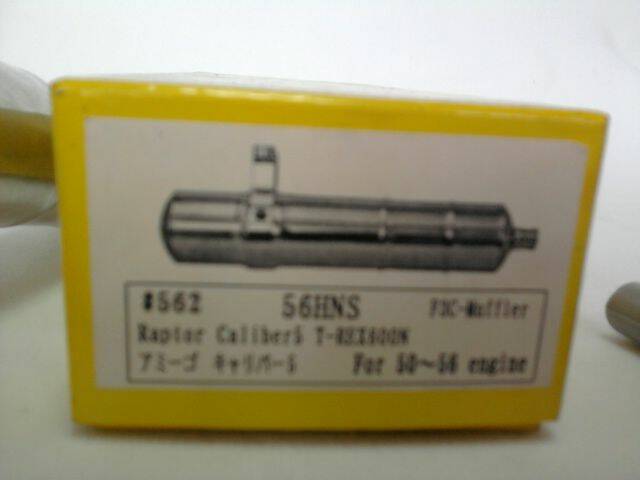 #562 56HNS F3C-Muffler
Raptor Caliber5 T-REX600N
アミーゴ キャリバー5 For 50~56 engine